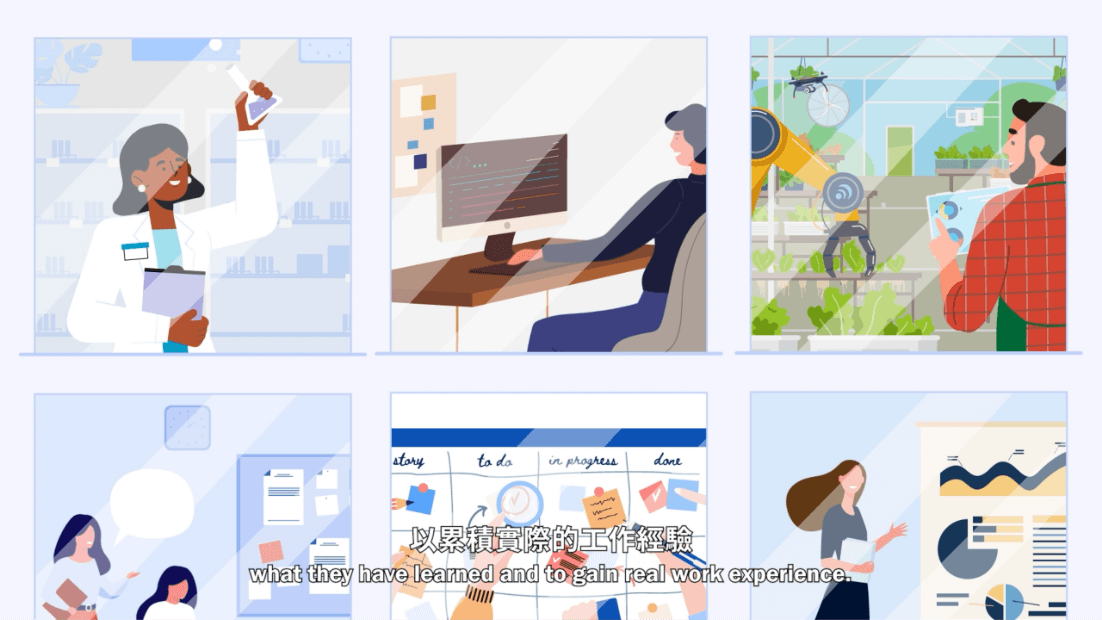 story to do in progress done
以累積實際的工作經驗
what they have learned and to gain real work experience.